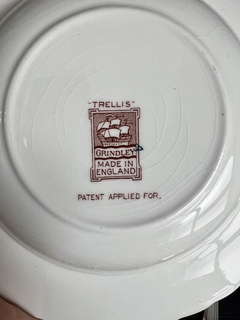 "TRELLIS"
GRINDLEY
MADE IN
ENGLAND
PATENT APPLIED FOR.